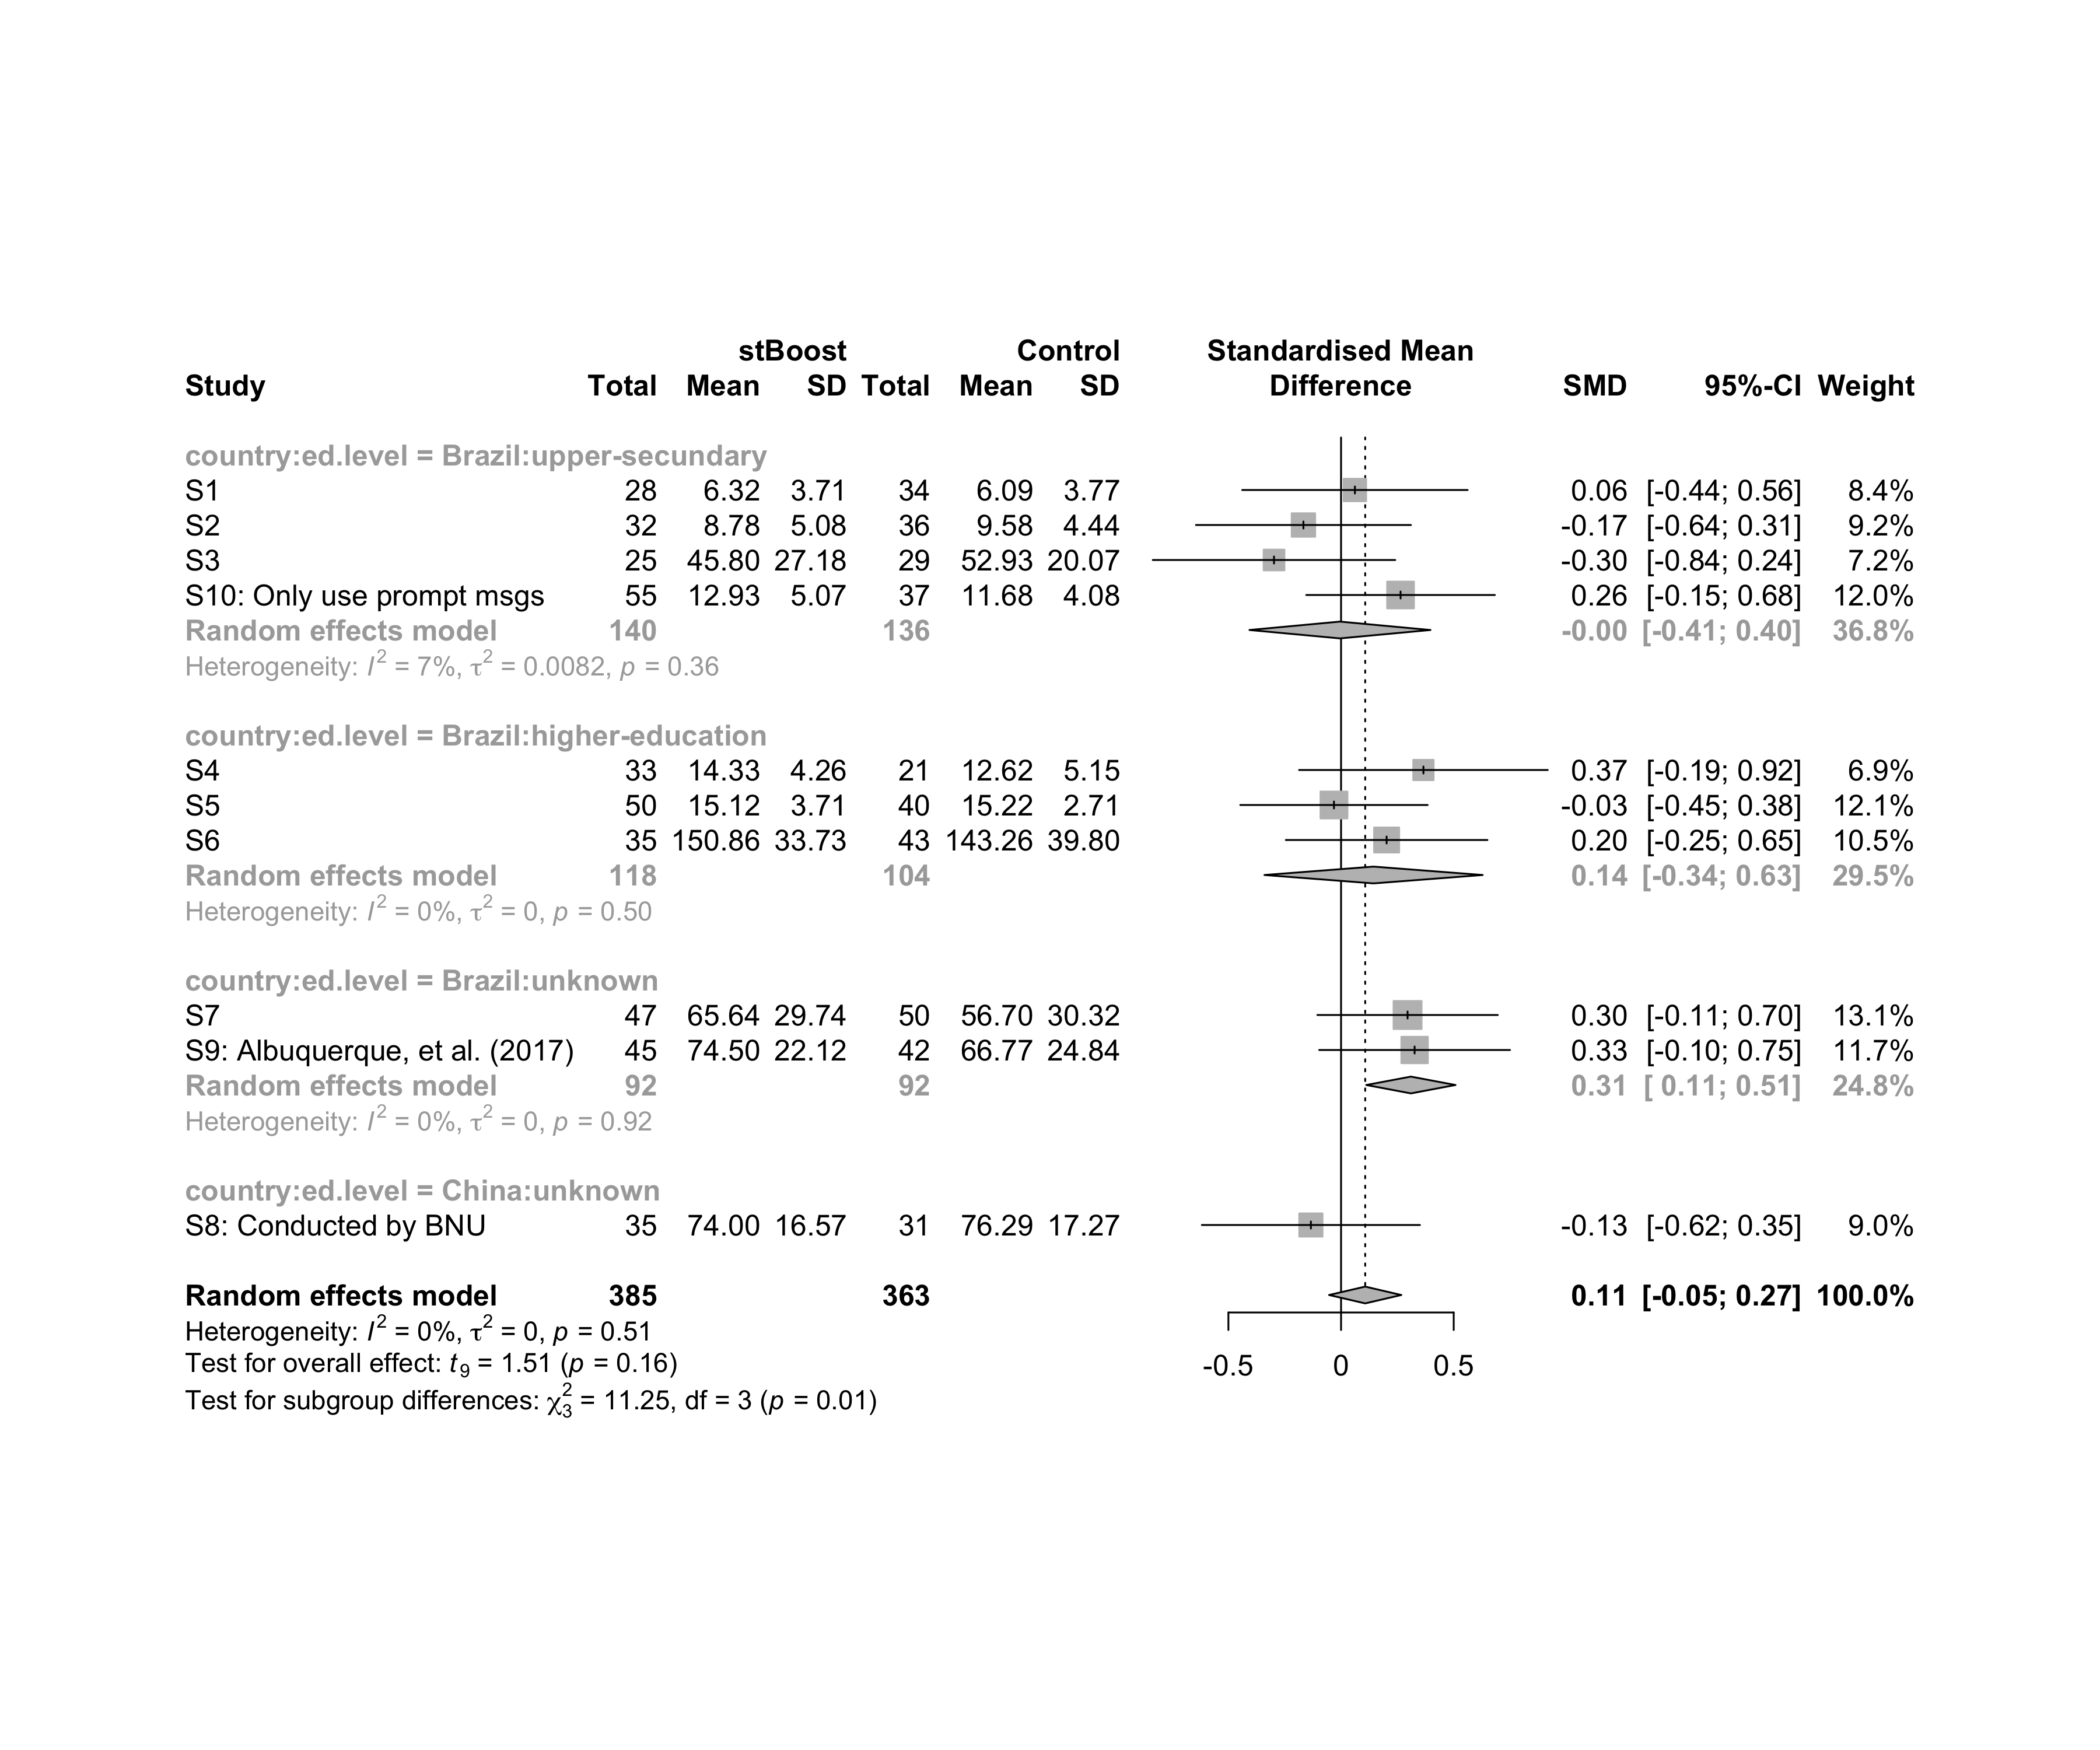 stBoost Control Standardised Mean
Study Total Mean SD Total Mean SD Difference SMD 95%-CI Weight
country:ed.level = Brazil:upper-secundary
S1 28 6.32 3.71 34 6.09 3.77 0.06 [-0.44; 0.56] 8.4%
S2 32 8.78 5.08 36 9.58 4.44 -0.17 [-0.64; 0.31] 9.2%
S3 25 45.80 27.18 29 52.93 20.07 -0.30 [-0.84; 0.24] 7.2%
S10: Only use prompt msgs 55 12.93 5.07 37 11.68 4.08 0.26 [-0.15; 0.68] 12.0%
Random effects model 140 136 -0.00 [-0.41; 0.40] 36.8%
Heterogeneity: I² = 7%, τ² = 0.0082, p = 0.36
country:ed.level = Brazil:higher-education
S4 33 14.33 4.26 21 12.62 5.15 0.37 [-0.19; 0.92] 6.9%
S5 50 15.12 3.71 40 15.22 2.71 -0.03 [-0.45; 0.38] 12.1%
S6 35 150.86 33.73 43 143.26 39.80 0.20 [-0.25; 0.65] 10.5%
Random effects model 118 104 0.14 [-0.34; 0.63] 29.5%
Heterogeneity: I² = 0%, τ² = 0, p = 0.50
country:ed.level = Brazil:unknown
S7 47 65.64 29.74 50 56.70 30.32 0.30 [-0.11; 0.70] 13.1%
S9: Albuquerque, et al. (2017) 45 74.50 22.12 42 66.77 24.84 0.33 [-0.10; 0.75] 11.7%
Random effects model 92 92 0.31 [ 0.11; 0.51] 24.8%
Heterogeneity: I² = 0%, τ² = 0, p = 0.92
country:ed.level = China:unknown
S8: Conducted by BNU 35 74.00 16.57 31 76.29 17.27 -0.13 [-0.62; 0.35] 9.0%
Random effects model 385 363 0.11 [-0.05; 0.27] 100.0%
Heterogeneity: I² = 0%, τ² = 0, p = 0.51
Test for overall effect: t₉ = 1.51 (p = 0.16)
-0.5 0 0.5
Test for subgroup differences: χ²₃ = 11.25, df = 3 (p = 0.01)